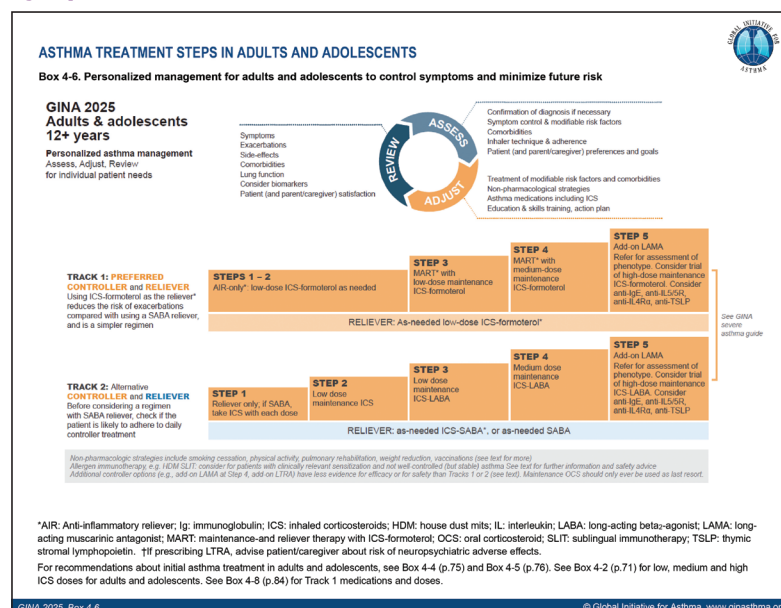 GLOBAL INITIATIVE FOR ASTHMA
ASTHMA TREATMENT STEPS IN ADULTS AND ADOLESCENTS
Box 4-6. Personalized management for adults and adolescents to control symptoms and minimize future risk
GINA 2025
Adults & adolescents
12+ years
Personalized asthma management
Assess, Adjust, Review
for individual patient needs
Symptoms
Exacerbations
Side-effects
Comorbidities
Lung function
Consider biomarkers
Patient (and parent/caregiver) satisfaction
REVIEW
ASSESS
ADJUST
Confirmation of diagnosis if necessary
Symptom control & modifiable risk factors
Comorbidities
Inhaler technique & adherence
Patient (and parent/caregiver) preferences and goals
Treatment of modifiable risk factors and comorbidities
Non-pharmacological strategies
Asthma medications including ICS
Education & skills training, action plan
TRACK 1: PREFERRED
CONTROLLER and RELIEVER
Using ICS-formoterol as the reliever*
reduces the risk of exacerbations
compared with using a SABA reliever,
and is a simpler regimen
STEPS 1 – 2
AIR-only*: low-dose ICS-formoterol as needed
STEP 3
MART* with
low-dose maintenance
ICS-formoterol
STEP 4
MART* with
medium-dose
maintenance
ICS-formoterol
STEP 5
Add-on LAMA
Refer for assessment of
phenotype. Consider trial
of high-dose maintenance
ICS-formoterol. Consider
anti-IgE, anti-IL5/5R,
anti-IL4Rα, anti-TSLP
RELIEVER: As-needed low-dose ICS-formoterol*
See GINA
severe
asthma guide
TRACK 2: Alternative
CONTROLLER and RELIEVER
Before considering a regimen
with SABA reliever, check if the
patient is likely to adhere to daily
controller treatment
STEP 1
Reliever only; if SABA,
take ICS with each dose
STEP 2
Low dose
maintenance ICS
STEP 3
Low dose
maintenance
ICS-LABA
STEP 4
Medium dose
maintenance
ICS-LABA
STEP 5
Add-on LAMA
Refer for assessment of
phenotype. Consider trial
of high-dose maintenance
ICS-LABA. Consider
anti-IgE, anti-IL5/5R,
anti-IL4Rα, anti-TSLP
RELIEVER: as-needed ICS-SABA*, or as-needed SABA
Non-pharmacologic strategies include smoking cessation, physical activity, pulmonary rehabilitation, weight reduction, vaccinations (see text for more)
Allergen immunotherapy, e.g. HDM SLIT: consider for patients with clinically relevant sensitization and not well-controlled (but stable) asthma See text for further information and safety advice
Additional controller options (e.g., add-on LAMA at Step 4, add-on LTRA) have less evidence for efficacy or for safety than Tracks 1 or 2 (see text). Maintenance OCS should only ever be used as last resort.
*AIR: Anti-inflammatory reliever; Ig: immunoglobulin; ICS: inhaled corticosteroids; HDM: house dust mits; IL: interleukin; LABA: long-acting beta2-agonist; LAMA: long-
acting muscarinic antagonist; MART: maintenance-and reliever therapy with ICS-formoterol; OCS: oral corticosteroid; SLIT: sublingual immunotherapy; TSLP: thymic
stromal lymphopoietin. †If prescribing LTRA, advise patient/caregiver about risk of neuropsychiatric adverse effects.
For recommendations about initial asthma treatment in adults and adolescents, see Box 4-4 (p.75) and Box 4-5 (p.76). See Box 4-2 (p.71) for low, medium and high
ICS doses for adults and adolescents. See Box 4-8 (p.84) for Track 1 medications and doses.
GINA 2025, Box 4-6
© Global Initiative for Asthma, www.ginasthma.o